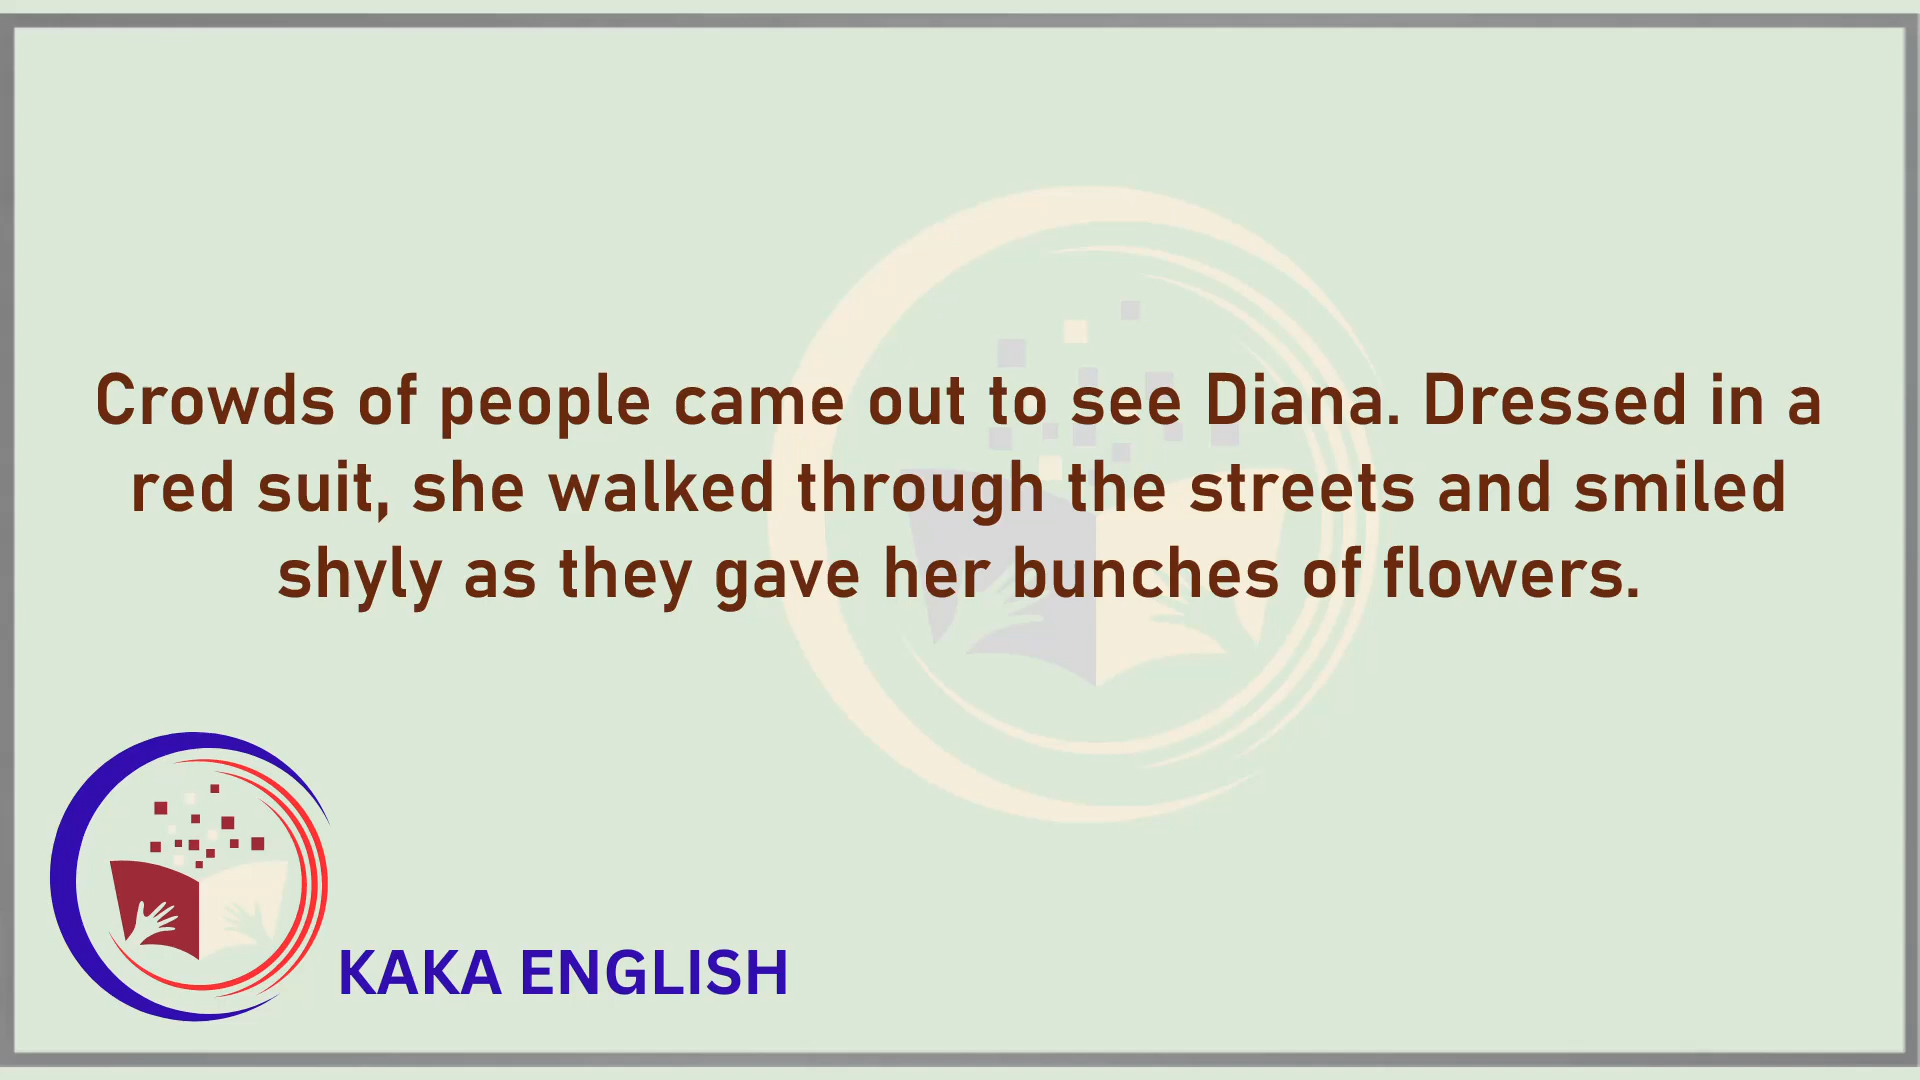 Crowds of people came out to see Diana. Dressed in a
red suit, she walked through the streets and smiled
shyly as they gave her bunches of flowers.
KAKA ENGLISH